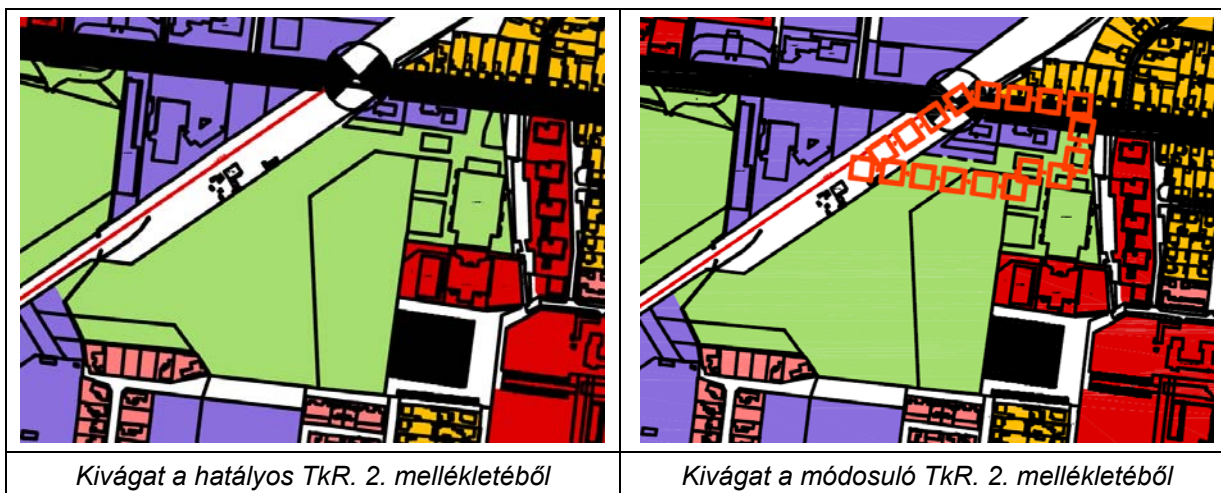 Kivágat a hatályos TkR. 2. mellékletéből
Kivágat a módosuló TkR. 2. mellékletéből